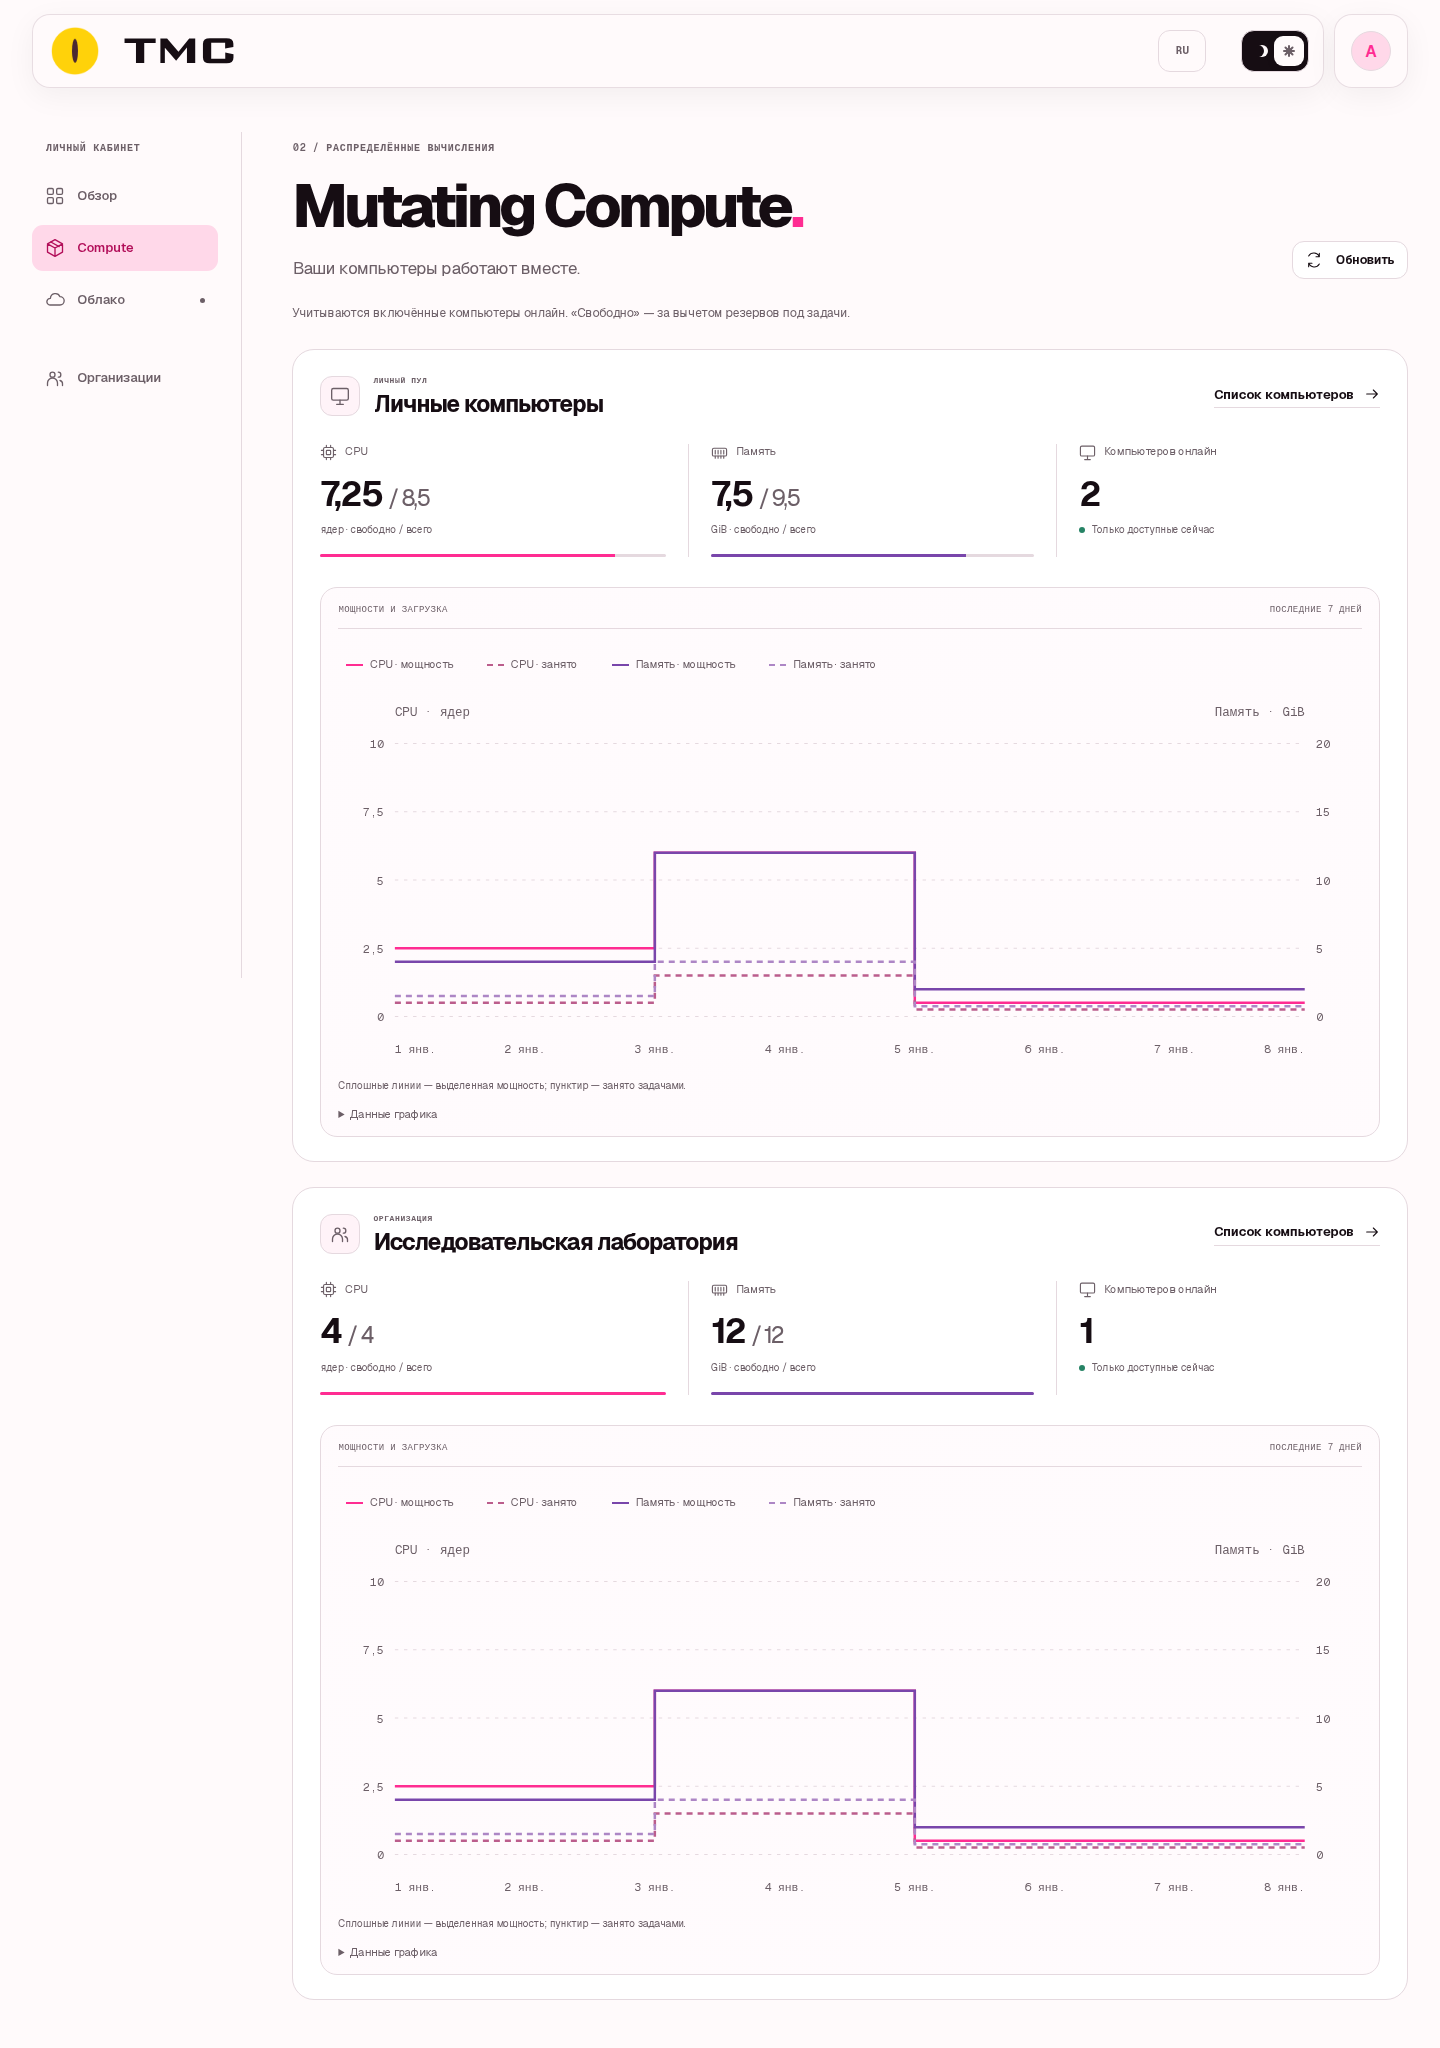 TMC
RU
A
ЛИЧНЫЙ КАБИНЕТ
Обзор
Compute
Облако
Организации
02 / РАСПРЕДЕЛЁННЫЕ ВЫЧИСЛЕНИЯ
Mutating Compute.
Ваши компьютеры работают вместе.
Обновить
Учитываются включённые компьютеры онлайн. «Свободно» — за вычетом резервов под задачи.
ЛИЧНЫЙ ПУЛ
Личные компьютеры
Список компьютеров
CPU
7,25 / 8,5
ядер · свободно / всего
Память
7,5 / 9,5
GiB · свободно / всего
Компьютеров онлайн
2
Только доступные сейчас
МОЩНОСТИ И ЗАГРУЗКА
ПОСЛЕДНИЕ 7 ДНЕЙ
CPU · мощность
CPU · занято
Память · мощность
Память · занято
CPU · ядер
Память · GiB
10
20
7,5
15
5
10
2,5
5
0
0
1 янв.
2 янв.
3 янв.
4 янв.
5 янв.
6 янв.
7 янв.
8 янв.
Сплошные линии — выделенная мощность; пунктир — занято задачами.
Данные графика
ОРГАНИЗАЦИЯ
Исследовательская лаборатория
Список компьютеров
CPU
4 / 4
ядер · свободно / всего
Память
12 / 12
GiB · свободно / всего
Компьютеров онлайн
1
Только доступные сейчас
МОЩНОСТИ И ЗАГРУЗКА
ПОСЛЕДНИЕ 7 ДНЕЙ
CPU · мощность
CPU · занято
Память · мощность
Память · занято
CPU · ядер
Память · GiB
10
20
7,5
15
5
10
2,5
5
0
0
1 янв.
2 янв.
3 янв.
4 янв.
5 янв.
6 янв.
7 янв.
8 янв.
Сплошные линии — выделенная мощность; пунктир — занято задачами.
Данные графика